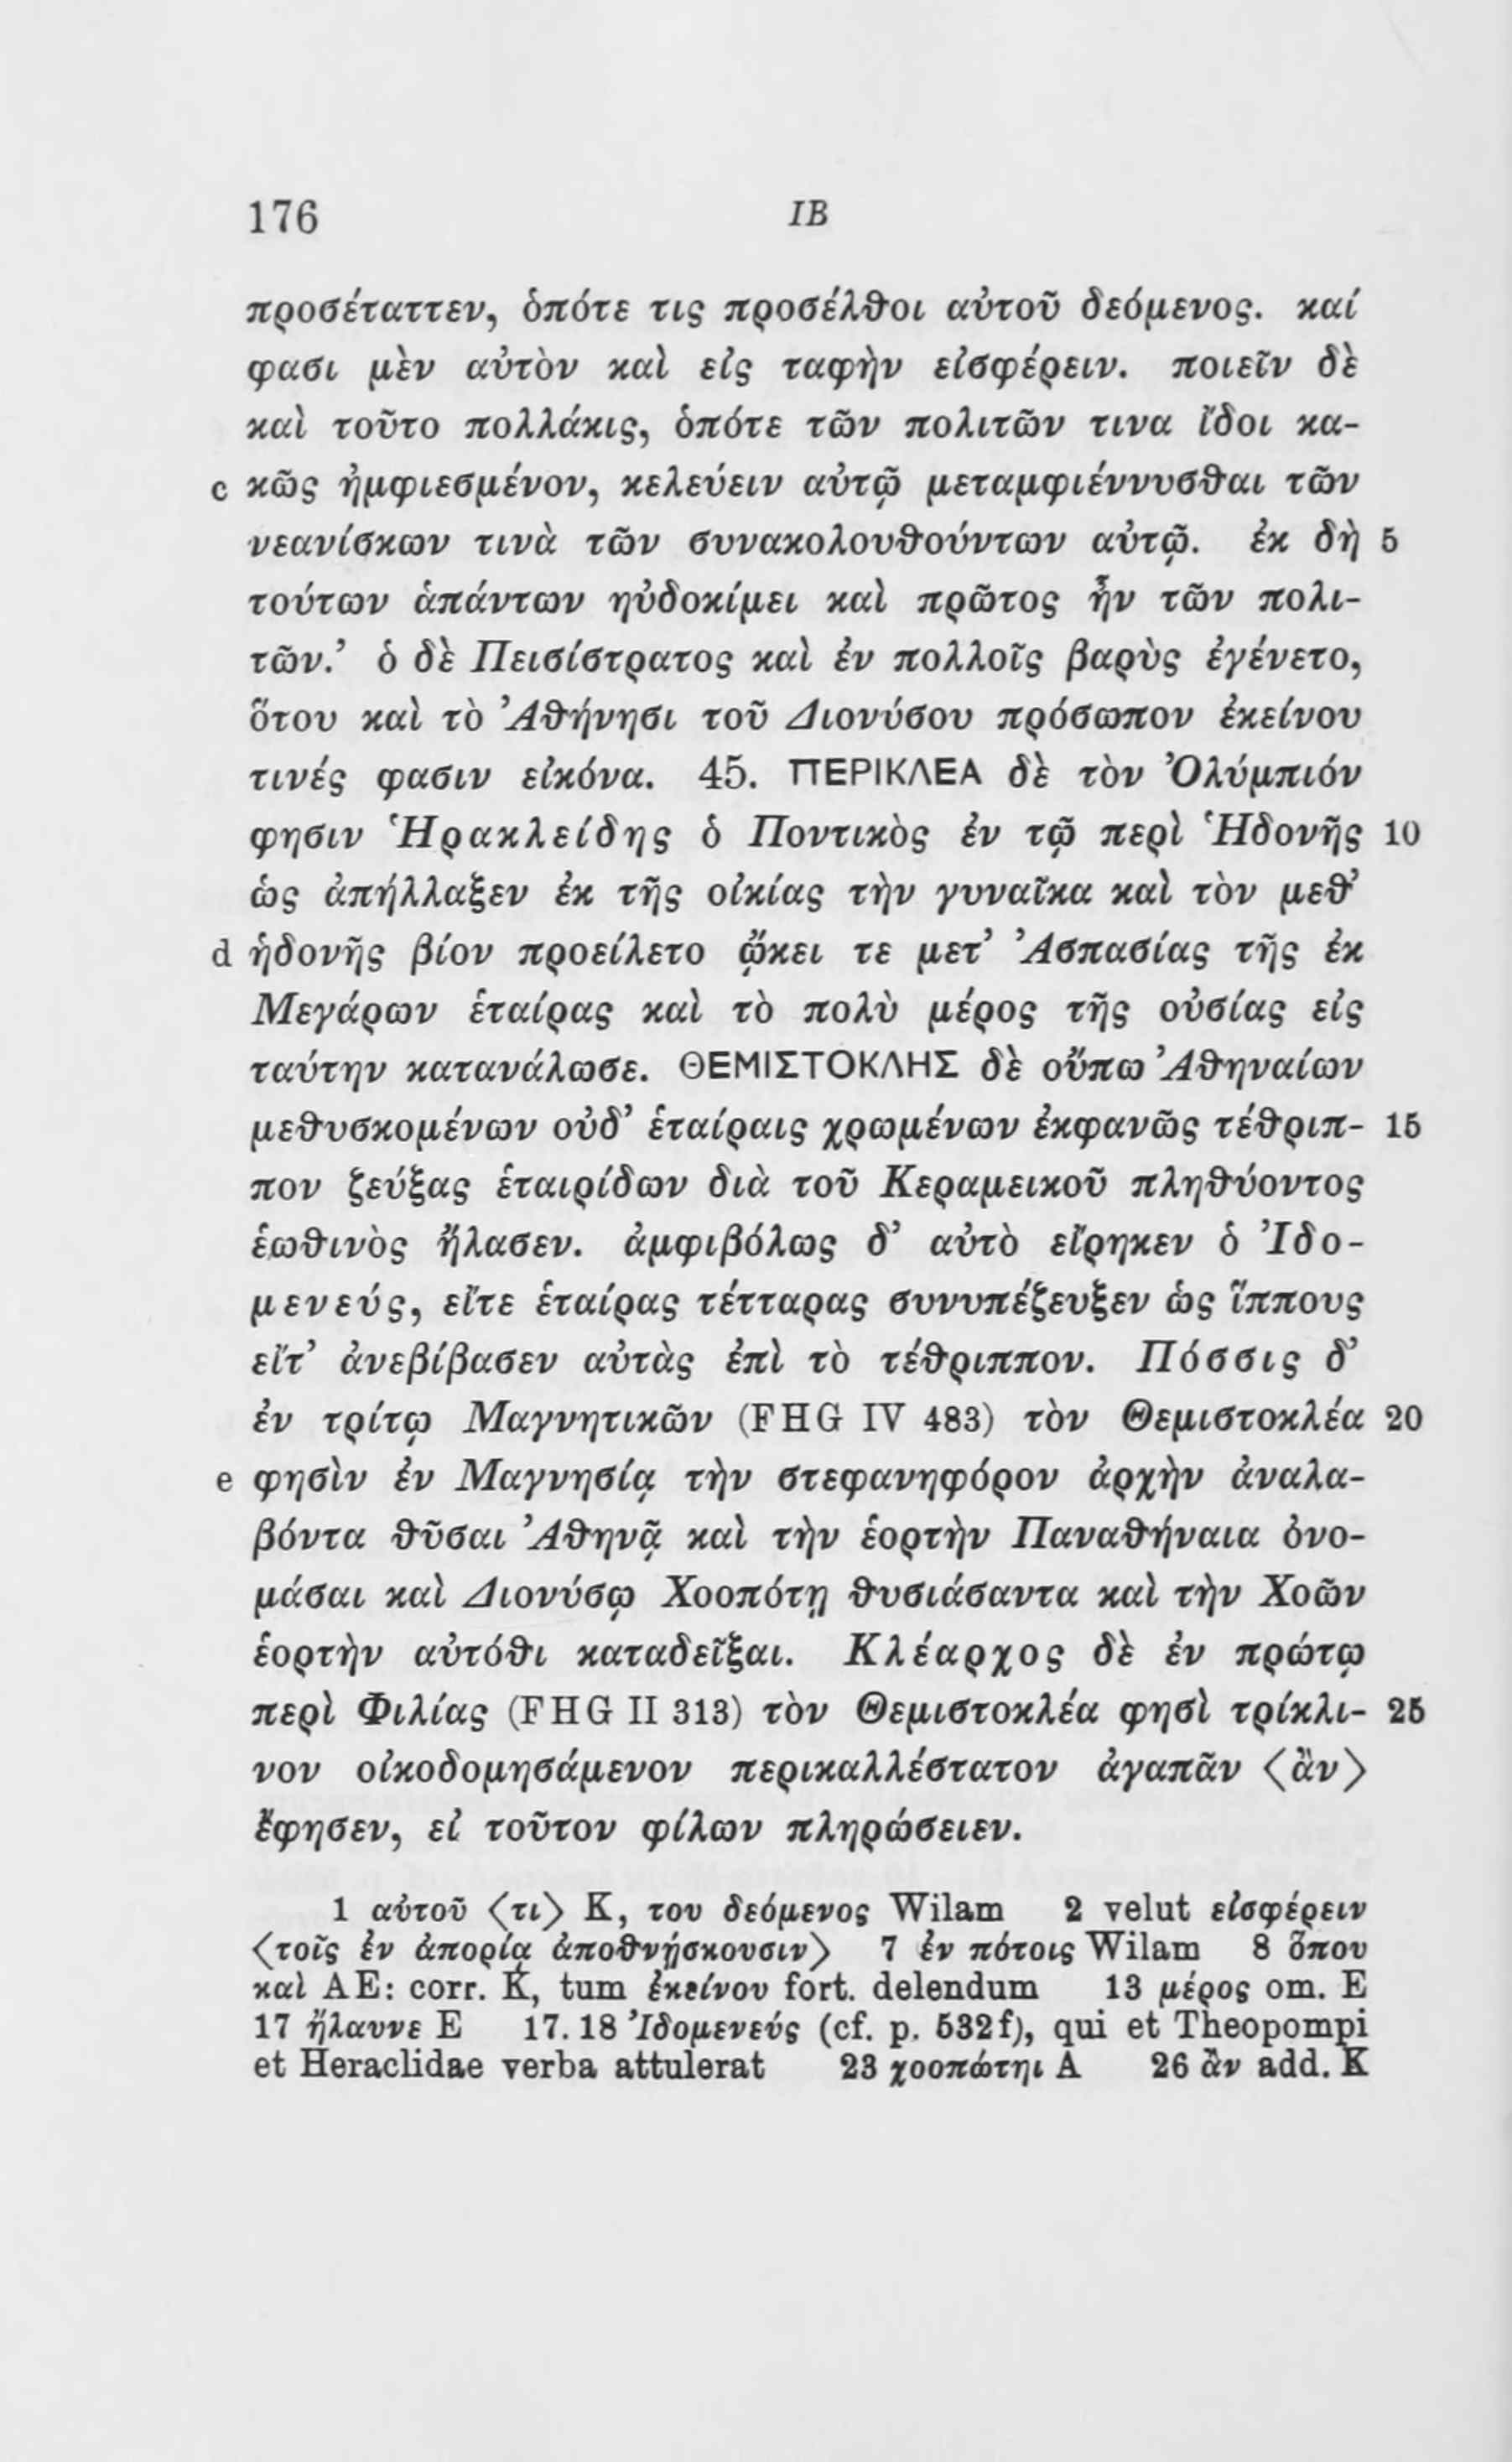 176 IB
προσέταττεν, ὁπότε τις προσέλθοι αὐτοῦ δεόμενος. καί
φασι μὲν αὐτὸν καὶ εἰς ταφὴν εἰσφέρειν. ποιεῖν δὲ
καὶ τοῦτο πολλάκις, ὁπότε τῶν πολιτῶν τινα ἴδοι κα-
c κῶς ἠμφιεσμένον, κελεύειν αὐτῷ μεταμφιέννυσθαι τῶν
νεανίσκων τινὰ τῶν συνακολουθούντων αὐτῷ. ἐκ δὴ 5
τούτων ἁπάντων ηὐδοκίμει καὶ πρῶτος ἦν τῶν πολι-
τῶν.’ ὁ δὲ Πεισίστρατος καὶ ἐν πολλοῖς βαρὺς ἐγένετο,
ὅτου καὶ τὸ Ἀθήνησι τοῦ Διονύσου πρόσωπον ἐκείνου
τινές φασιν εἰκόνα. 45. ΠΕΡΙΚΛΕΑ δὲ τὸν Ὀλύμπιόν
φησιν Ἡρακλείδης ὁ Ποντικὸς ἐν τῷ περὶ Ἡδονῆς 10
ὡς ἀπήλλαξεν ἐκ τῆς οἰκίας τὴν γυναῖκα καὶ τὸν μεθ’
d ἡδονῆς βίον προείλετο ᾤκει τε μετ’ Ἀσπασίας τῆς ἐκ
Μεγάρων ἑταίρας καὶ τὸ πολὺ μέρος τῆς οὐσίας εἰς
ταύτην κατανάλωσε. ΘΕΜΙΣΤΟΚΛΗΣ δὲ οὔπω Ἀθηναίων
μεθυσκομένων οὐδ’ ἑταίραις χρωμένων ἐκφανῶς τέθριπ- 15
πον ζεύξας ἑταιρίδων διὰ τοῦ Κεραμεικοῦ πληθύοντος
ἑωθινὸς ἤλασεν. ἀμφιβόλως δ’ αὐτὸ εἴρηκεν ὁ Ἰδο-
μενεύς, εἴτε ἑταίρας τέτταρας συνυπέζευξεν ὡς ἵππους
εἴτ’ ἀνεβίβασεν αὐτὰς ἐπὶ τὸ τέθριππον. Πόσσις δ’
ἐν τρίτῳ Μαγνητικῶν (FHG IV 483) τὸν Θεμιστοκλέα 20
e φησὶν ἐν Μαγνησίᾳ τὴν στεφανηφόρον ἀρχὴν ἀναλα-
βόντα θῦσαι Ἀθηνᾷ καὶ τὴν ἑορτὴν Παναθήναια ὀνο-
μάσαι καὶ Διονύσῳ Χοοπότῃ θυσιάσαντα καὶ τὴν Χοῶν
ἑορτὴν αὐτόθι καταδεῖξαι. Κλέαρχος δὲ ἐν πρώτῳ
περὶ Φιλίας (FHG II 313) τὸν Θεμιστοκλέα φησὶ τρίκλι- 25
νον οἰκοδομησάμενον περικαλλέστατον ἀγαπᾶν ⟨ἂν⟩
ἔφησεν, εἰ τοῦτον φίλων πληρώσειεν.
1 αὐτοῦ ⟨τι⟩ K, του δεόμενος Wilam 2 velut εἰσφέρειν
⟨τοῖς ἐν ἀπορίᾳ ἀποθνῄσκουσιν⟩ 7 ἐν πότοις Wilam 8 ὅπου
καὶ AE: corr. K, tum ἐκείνου fort. delendum 13 μέρος om. E
17 ἤλαυνε E 17. 18 Ἰδομενεύς (cf. p. 532f), qui et Theopompi
et Heraclidae verba attulerat 23 χοοπώτηι A 26 ἂν add. K